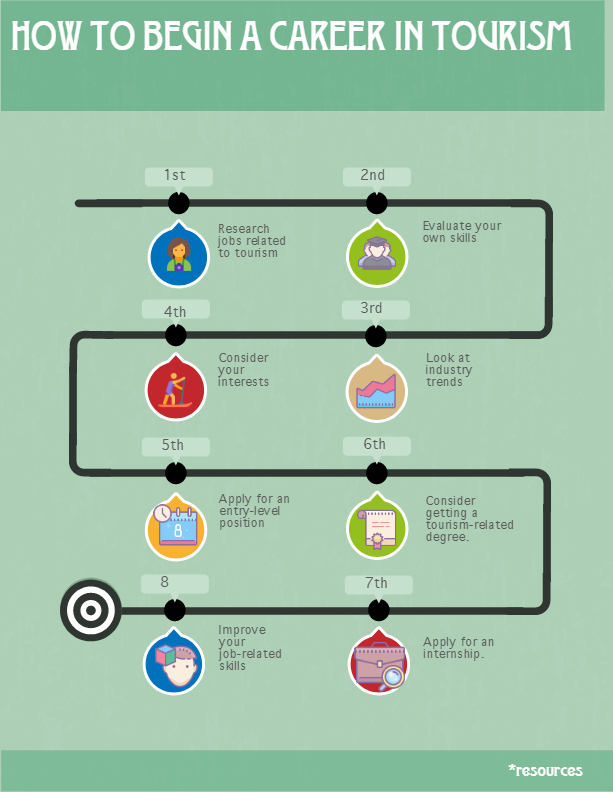 HOW TO BEGIN A CAREER IN TOURISM
1st
Research
jobs related
to tourism
2nd
Evaluate your
own skills
3rd
Look at
industry
trends
4th
Consider
your
interests
5th
Apply for an
entry-level
position
8
6th
Consider
getting a
tourism-related
degree.
7th
Apply for an
internship.
8
Improve
your
job-related
skills
*resources